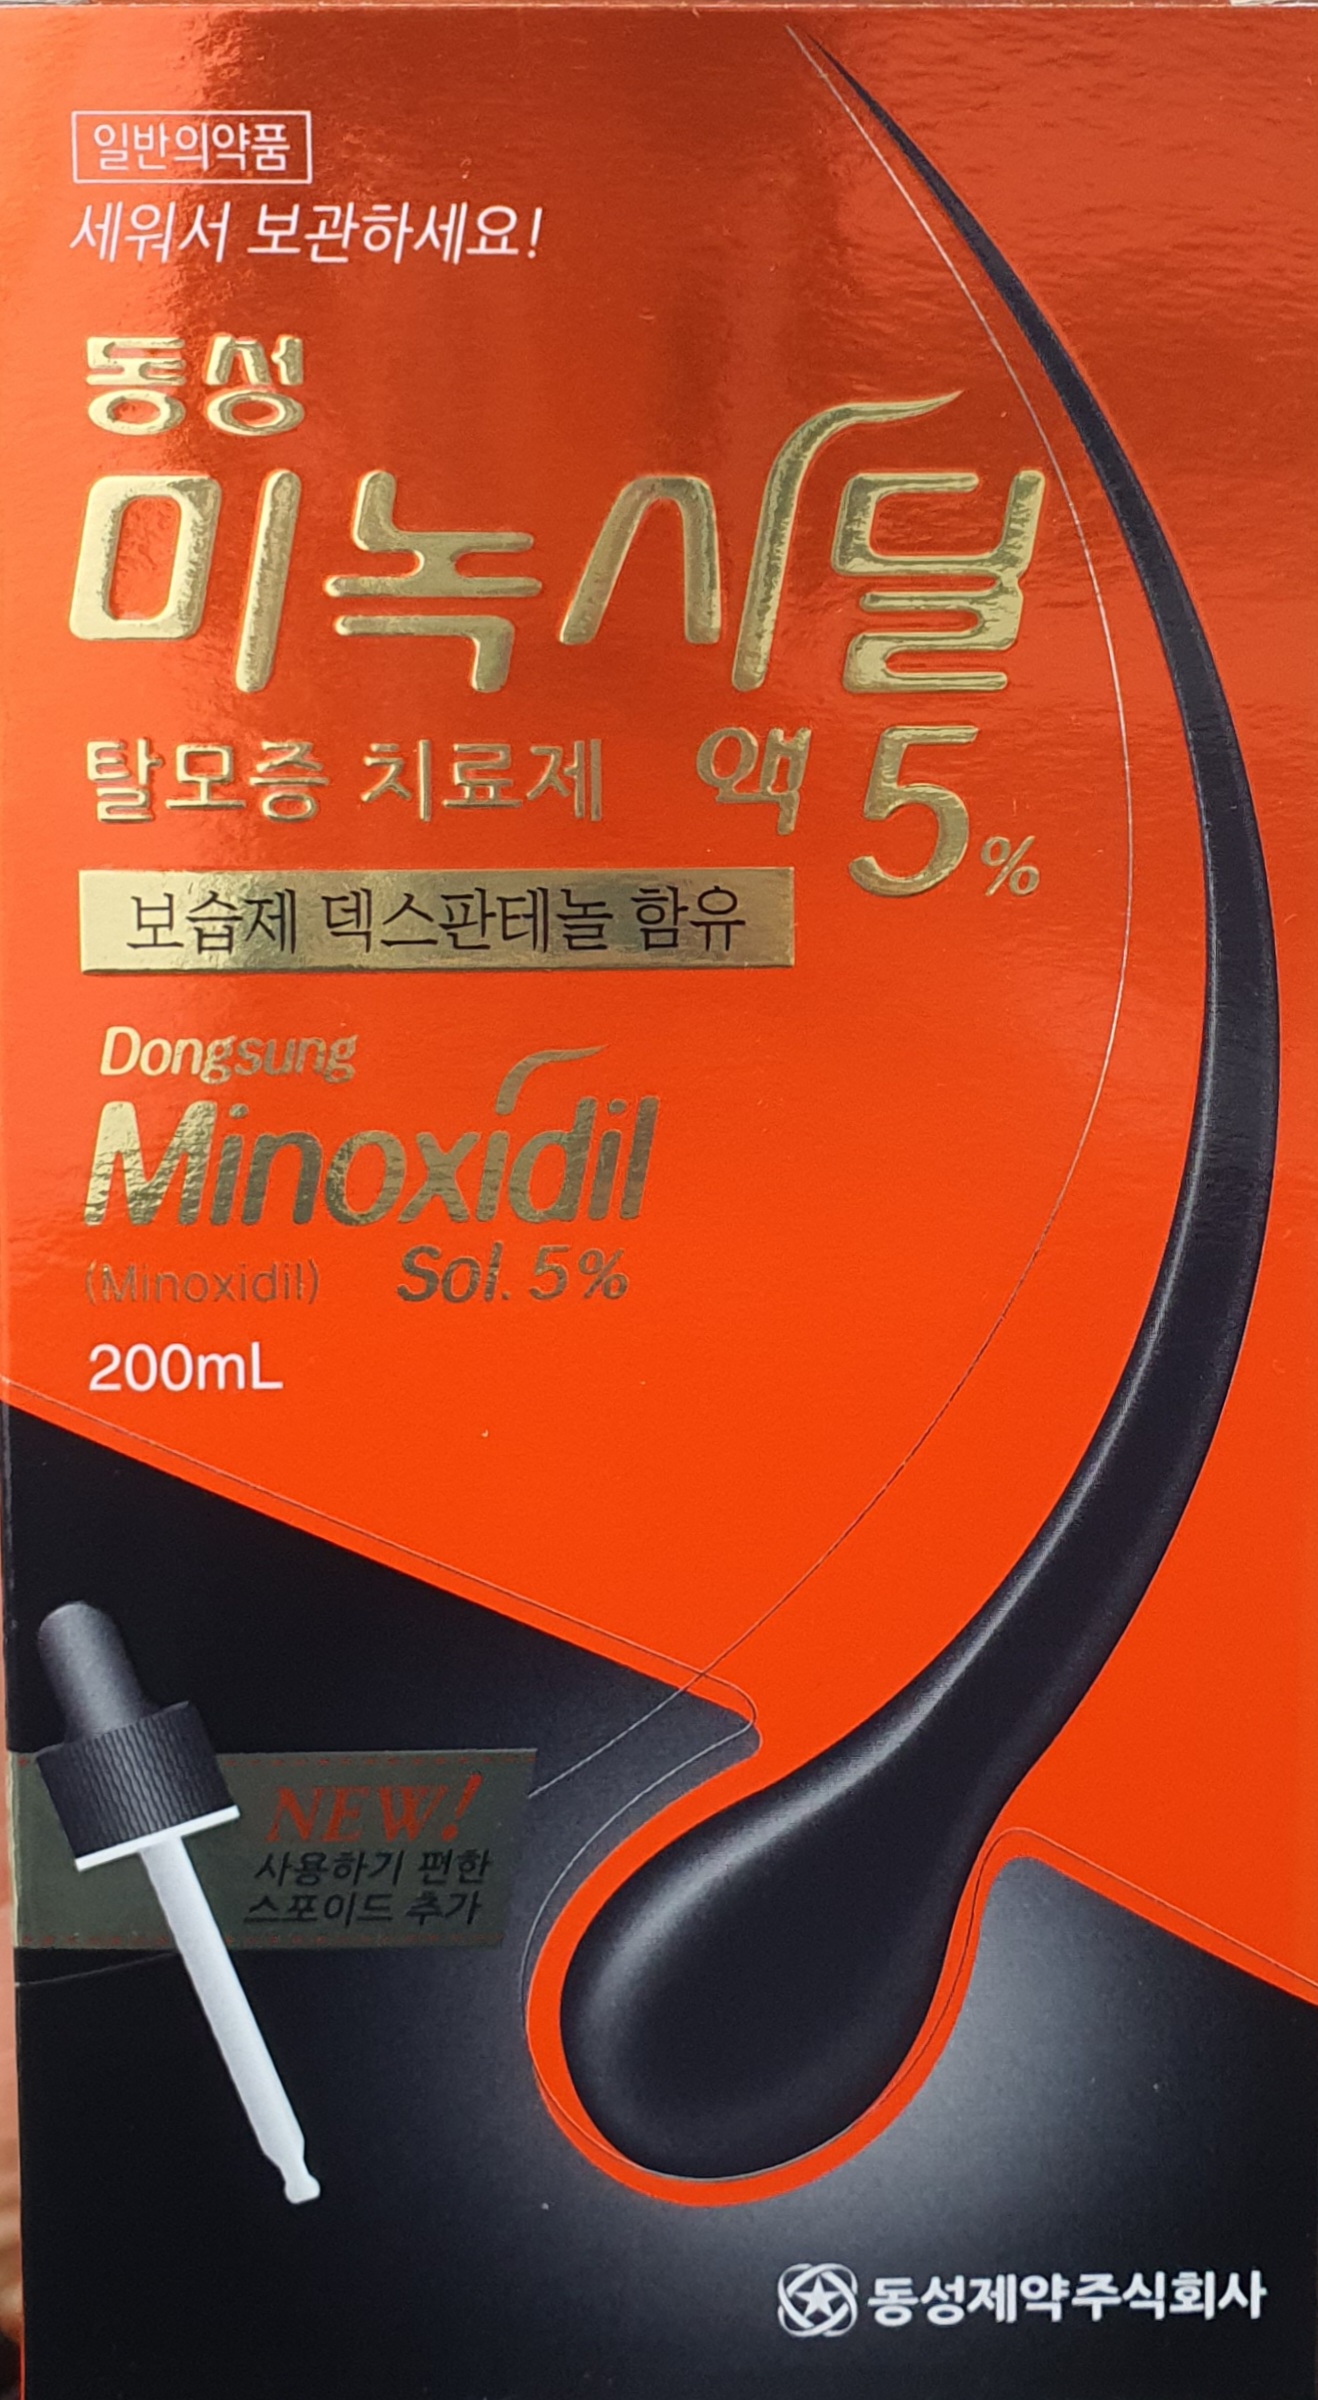 일반의약품
세워서 보관하세요!
동성
미녹시딜
탈모증 치료제 액 5%
보습제 덱스판테놀 함유
Dongsung
Minoxidil
(Minoxidil) Sol. 5%
200mL
NEW!
사용하기 편한
스포이드 추가
동성제약주식회사